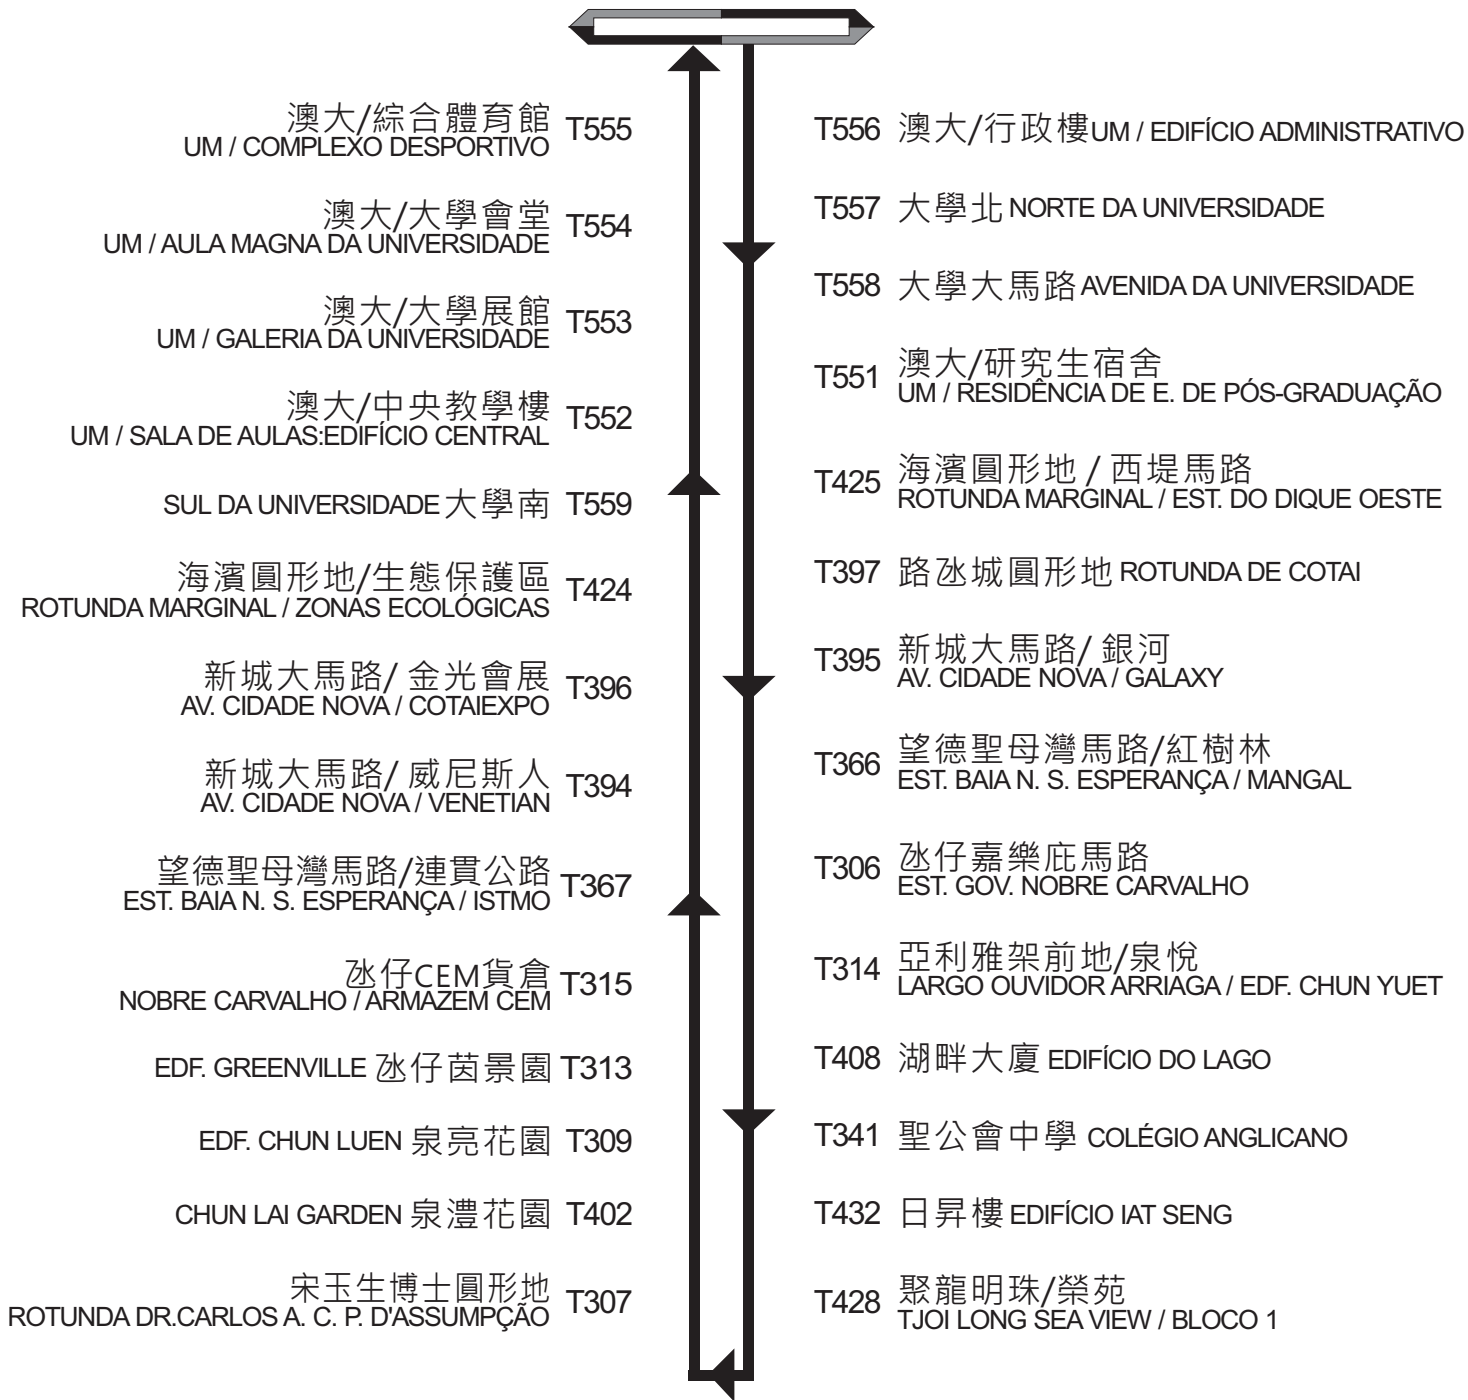 澳大/綜合體育館 T555
UM / COMPLEXO DESPORTIVO
澳大/大學會堂 T554
UM / AULA MAGNA DA UNIVERSIDADE
澳大/大學展館 T553
UM / GALERIA DA UNIVERSIDADE
澳大/中央教學樓 T552
UM / SALA DE AULAS:EDIFÍCIO CENTRAL
SUL DA UNIVERSIDADE 大學南 T559
海濱圓形地/生態保護區 T424
ROTUNDA MARGINAL / ZONAS ECOLÓGICAS
新城大馬路/ 金光會展 T396
AV. CIDADE NOVA / COTAIEXPO
新城大馬路/ 威尼斯人 T394
AV. CIDADE NOVA / VENETIAN
望德聖母灣馬路/連貫公路 T367
EST. BAIA N. S. ESPERANÇA / ISTMO
氹仔CEM貨倉 T315
NOBRE CARVALHO / ARMAZEM CEM
EDF. GREENVILLE 氹仔茵景園 T313
EDF. CHUN LUEN 泉亮花園 T309
CHUN LAI GARDEN 泉澧花園 T402
宋玉生博士圓形地 T307
ROTUNDA DR.CARLOS A. C. P. D'ASSUMPÇÃO
T556 澳大/行政樓 UM / EDIFÍCIO ADMINISTRATIVO
T557 大學北 NORTE DA UNIVERSIDADE
T558 大學大馬路 AVENIDA DA UNIVERSIDADE
T551 澳大/研究生宿舍
UM / RESIDÊNCIA DE E. DE PÓS-GRADUAÇÃO
T425 海濱圓形地 / 西堤馬路
ROTUNDA MARGINAL / EST. DO DIQUE OESTE
T397 路氹城圓形地 ROTUNDA DE COTAI
T395 新城大馬路/ 銀河
AV. CIDADE NOVA / GALAXY
T366 望德聖母灣馬路/紅樹林
EST. BAIA N. S. ESPERANÇA / MANGAL
T306 氹仔嘉樂庇馬路
EST. GOV. NOBRE CARVALHO
T314 亞利雅架前地/泉悅
LARGO OUVIDOR ARRIAGA / EDF. CHUN YUET
T408 湖畔大廈 EDIFÍCIO DO LAGO
T341 聖公會中學 COLÉGIO ANGLICANO
T432 日昇樓 EDIFÍCIO IAT SENG
T428 聚龍明珠/榮苑
TJOI LONG SEA VIEW / BLOCO 1